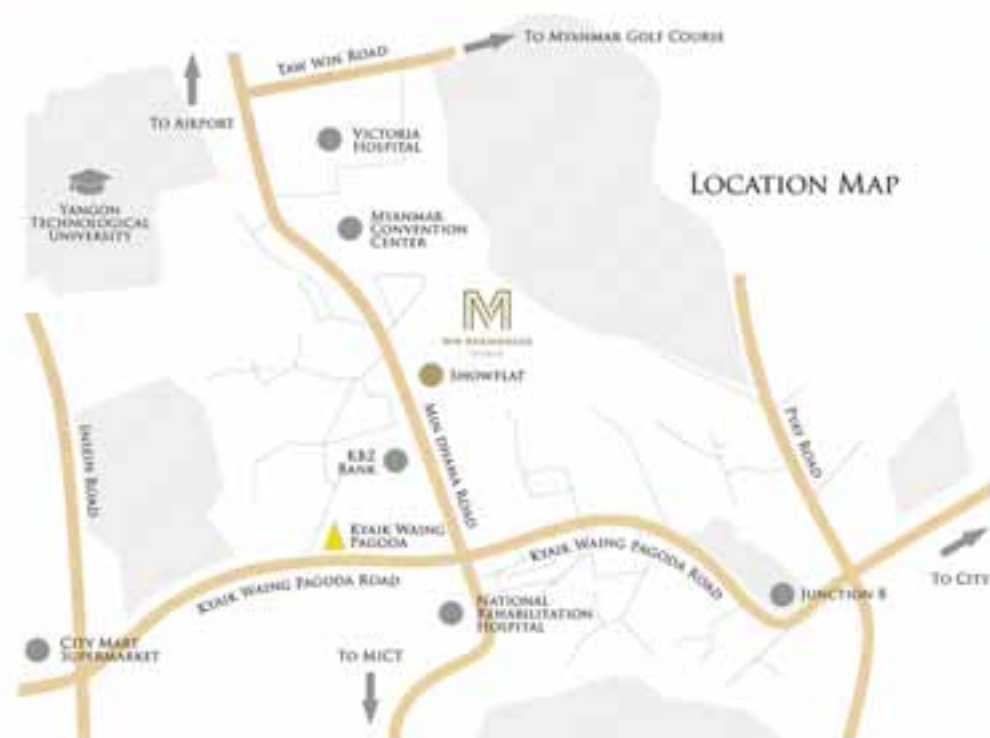 To Myanmar Golf Course
Taw Win Road
To Airport
Victoria
Hospital
Location Map
Yangon
Technological
University
Myanmar
Convention
Center
M
Showflat
Min Dhama Road
Pyay Road
Insein Road
KBZ
Bank
Kyaik Waing
Pagoda
Kyaik Waing Pagoda Road
Kyaik Waing Pagoda Road
To City
Junction 8
National
Rehabilitation
Hospital
City Mart
Supermarket
To MICT